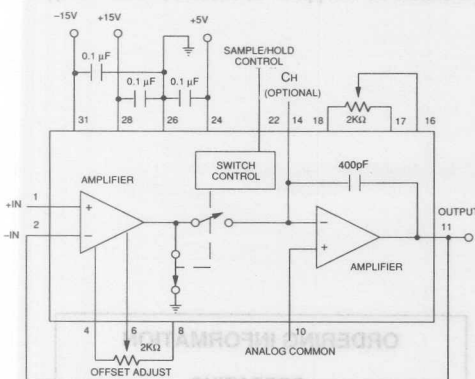 –15V +15V +5V
0.1 µF
0.1 µF 0.1 µF
SAMPLE/HOLD
CONTROL
CH
(OPTIONAL)
31 28 26 24 22 14 18 2KΩ 17 16
SWITCH
CONTROL
400pF
AMPLIFIER
+IN 1
+
–IN 2
–
–
+
AMPLIFIER
OUTPUT
11
4 6 8 10
2KΩ
OFFSET ADJUST
ANALOG COMMON
ORDERING INFORMATION
OPERATING